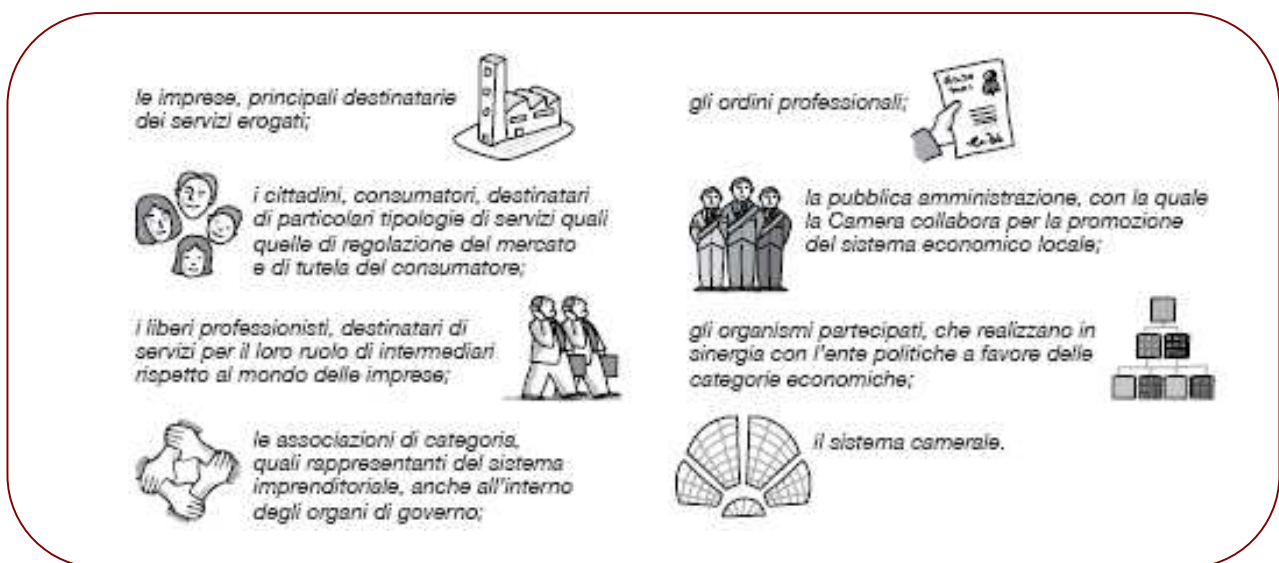 le imprese, principali destinatarie
dei servizi erogati;
i cittadini, consumatori, destinatari
di particolari tipologie di servizi quali
quelle di regolazione del mercato
e di tutela del consumatore;
i liberi professionisti, destinatari di
servizi per il loro ruolo di intermediari
rispetto al mondo delle imprese;
le associazioni di categoria,
quali rappresentanti del sistema
imprenditoriale, anche all'interno
degli organi di governo;
gli ordini professionali;
la pubblica amministrazione, con la quale
la Camera collabora per la promozione
del sistema economico locale;
gli organismi partecipati, che realizzano in
sinergia con l'ente politiche a favore delle
categorie economiche;
il sistema camerale.